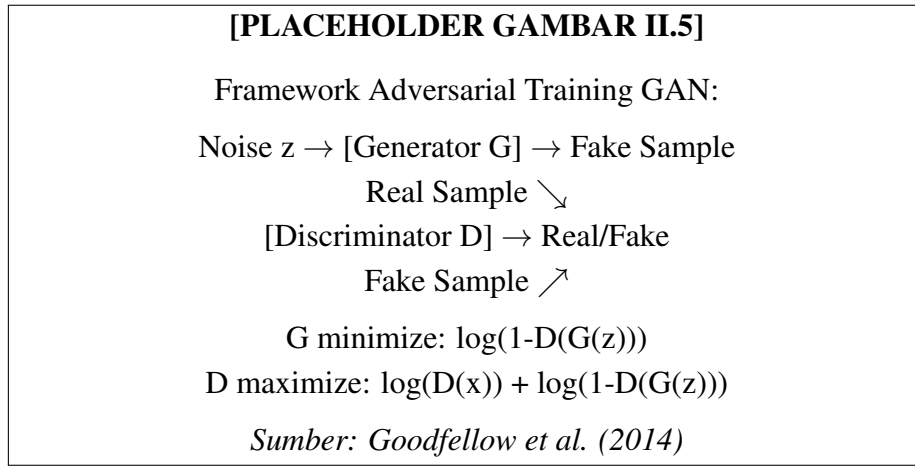 [PLACEHOLDER GAMBAR II.5]
Framework Adversarial Training GAN:
Noise z → [Generator G] → Fake Sample
Real Sample ↘
[Discriminator D] → Real/Fake
Fake Sample ↗
G minimize: log(1-D(G(z)))
D maximize: log(D(x)) + log(1-D(G(z)))
Sumber: Goodfellow et al. (2014)